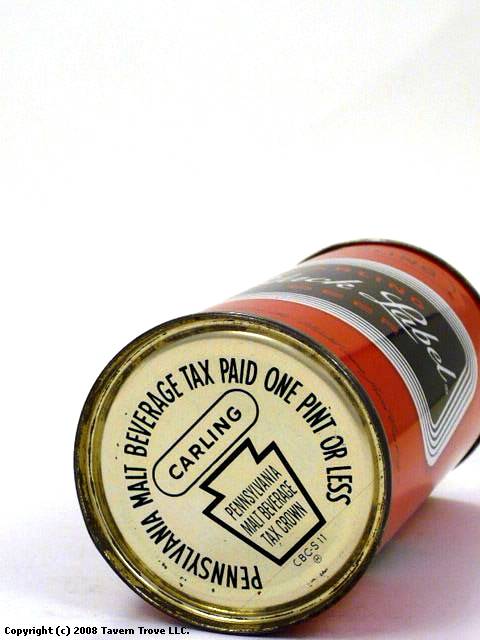 PENNSYLVANIA MALT BEVERAGE TAX PAID ONE PINT OR LESS
CARLING
PENNSYLVANIA
MALT BEVERAGE
TAX CROWN
CBC-S 11
®
Label
Copyright (c) 2008 Tavern Trove LLC.